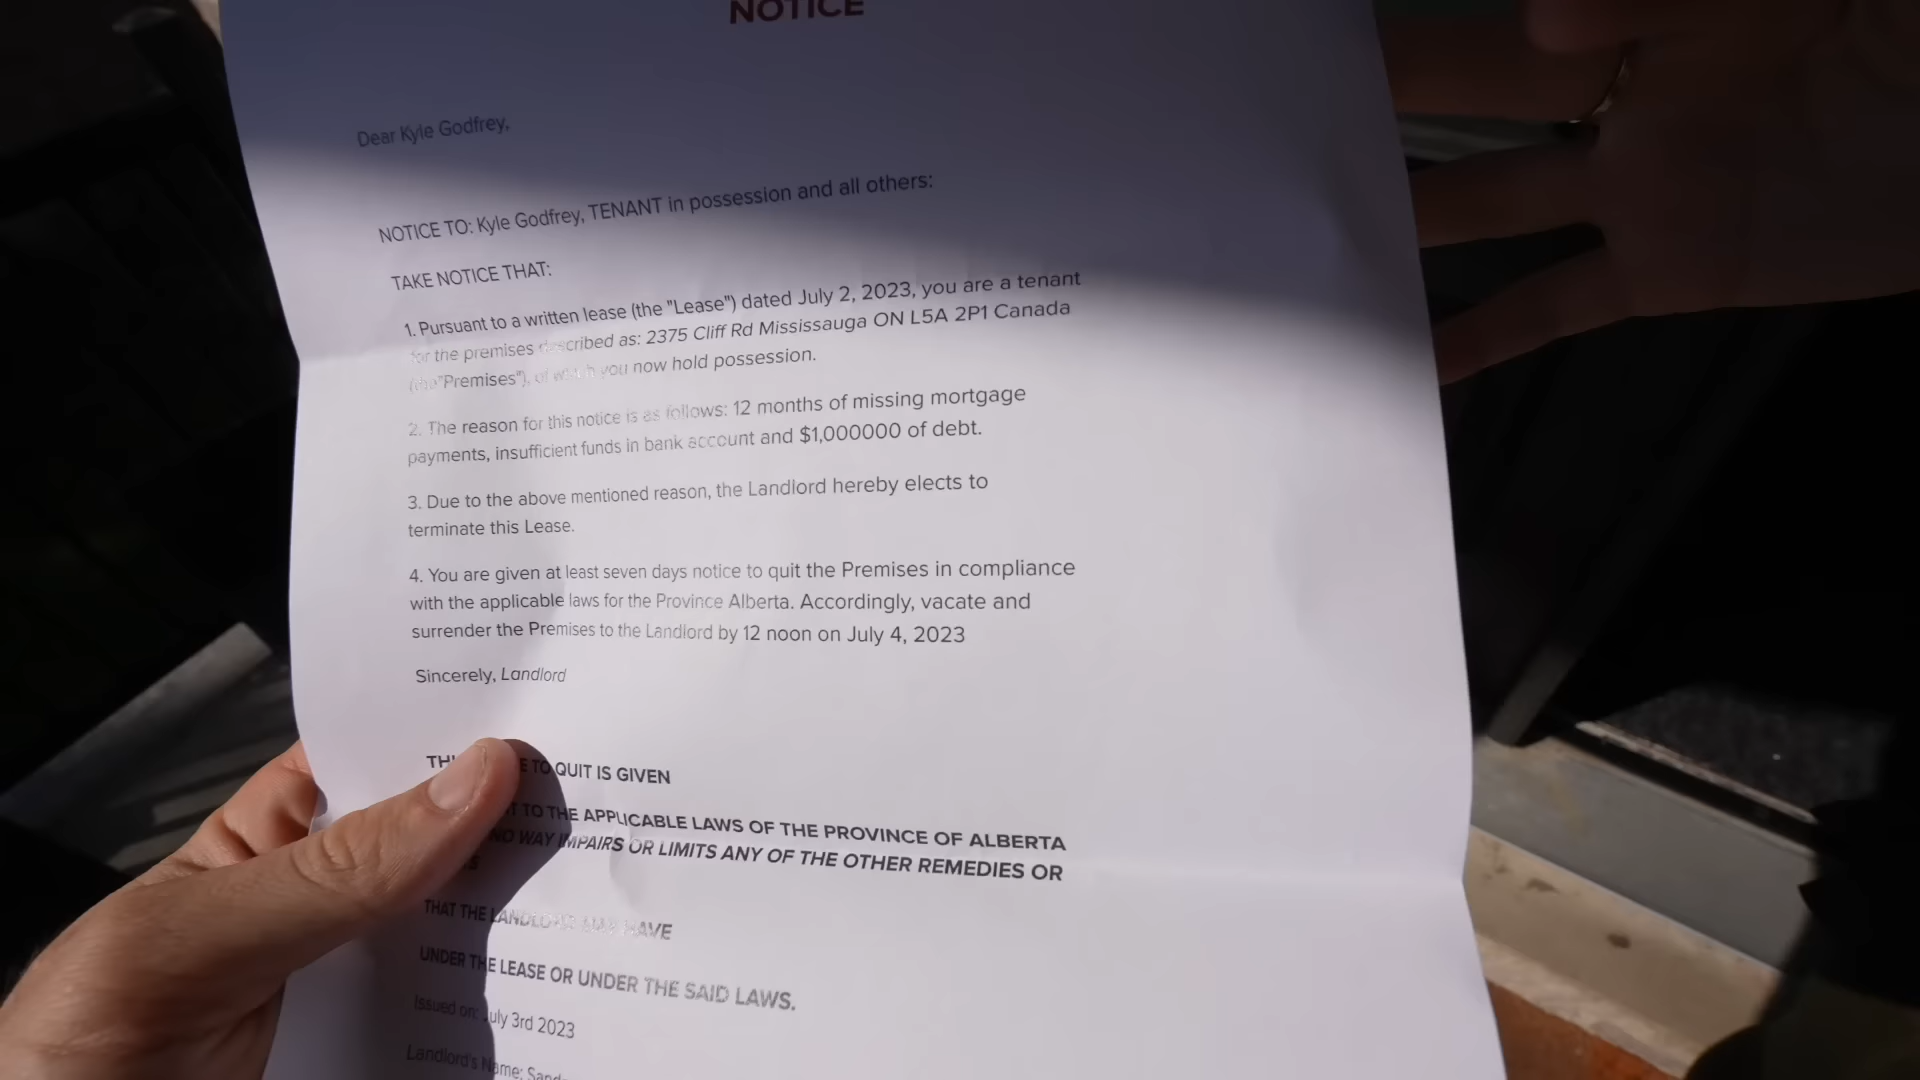 NOTICE
Dear Kyle Godfrey,
NOTICE TO: Kyle Godfrey, TENANT in possession and all others:
TAKE NOTICE THAT:
1. Pursuant to a written lease (the "Lease") dated July 2, 2023, you are a tenant
for the premises described as: 2375 Cliff Rd Mississauga ON L5A 2P1 Canada
(the"Premises"), of which you now hold possession.
2. The reason for this notice is as follows: 12 months of missing mortgage
payments, insufficient funds in bank account and $1,000000 of debt.
3. Due to the above mentioned reason, the Landlord hereby elects to
terminate this Lease.
4. You are given at least seven days notice to quit the Premises in compliance
with the applicable laws for the Province Alberta. Accordingly, vacate and
surrender the Premises to the Landlord by 12 noon on July 4, 2023
Sincerely, Landlord
TO QUIT IS GIVEN
TO THE APPLICABLE LAWS OF THE PROVINCE OF ALBERTA
NO WAY IMPAIRS OR LIMITS ANY OF THE OTHER REMEDIES OR
THAT THE LANDLORD MAY HAVE
UNDER THE LEASE OR UNDER THE SAID LAWS.
Issued on: July 3rd 2023
Landlord's Name: